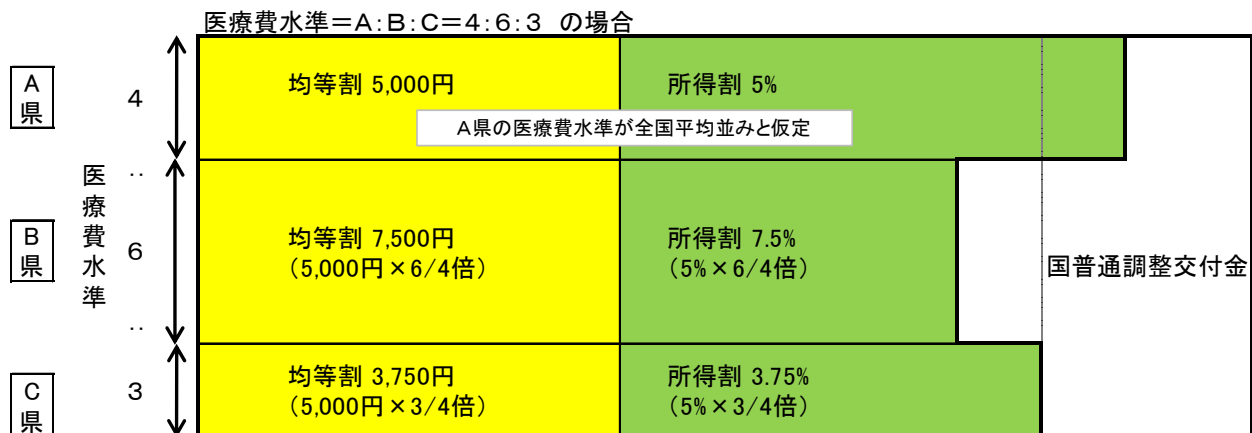 医療費水準＝A:B:C＝4:6:3 の場合
A県
4
均等割 5,000円
所得割 5%
A県の医療費水準が全国平均並みと仮定
医療費水準
‥
B県
6
均等割 7,500円
（5,000円×6/4倍）
所得割 7.5%
（5%×6/4倍）
国普通調整交付金
‥
C県
3
均等割 3,750円
（5,000円×3/4倍）
所得割 3.75%
（5%×3/4倍）